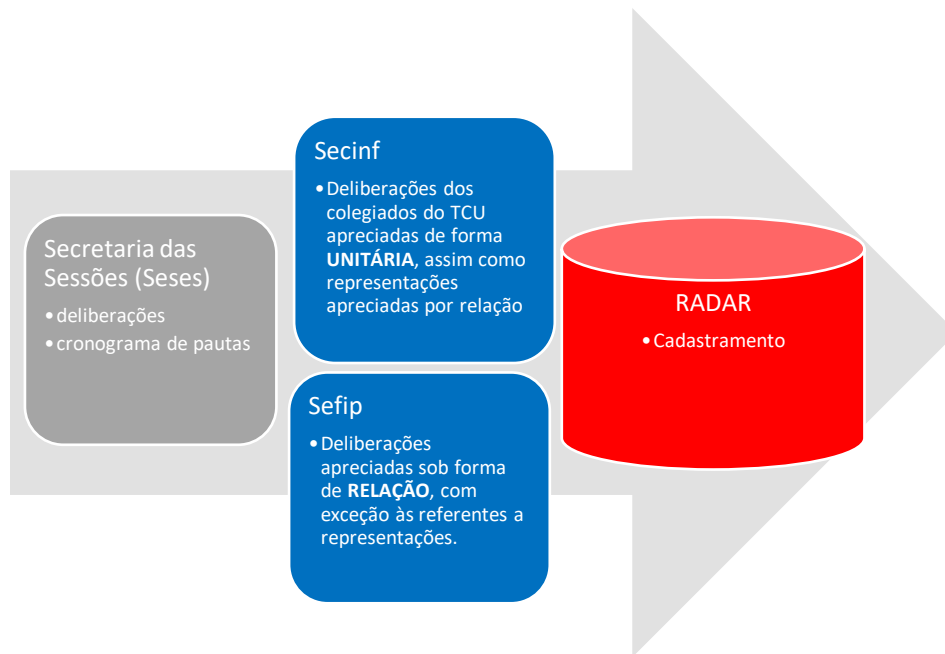 Secretaria das
Sessões (Seses)
•deliberações
•cronograma de pautas
Secinf
•Deliberações dos
colegiados do TCU
apreciadas de forma
UNITÁRIA, assim como
representações
apreciadas por relação
Sefip
•Deliberações
apreciadas sob forma
de RELAÇÃO, com
exceção às referentes a
representações.
RADAR
•Cadastramento